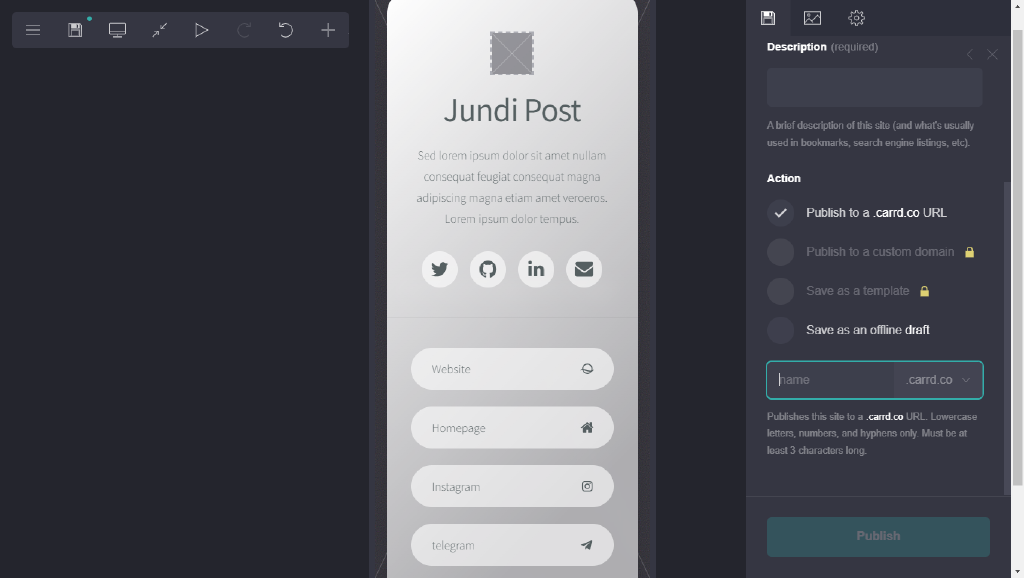 Jundi Post
Sed lorem ipsum dolor sit amet nullam
consequat feugiat consequat magna
adipiscing magna etiam amet veroeros.
Lorem ipsum dolor tempus.
Website
Homepage
Instagram
telegram
Description (required)
A brief description of this site (and what's usually
used in bookmarks, search engine listings, etc).
Action
Publish to a .carrd.co URL
Publish to a custom domain
Save as a template
Save as an offline draft
name .carrd.co
Publishes this site to a .carrd.co URL. Lowercase
letters, numbers, and hyphens only. Must be at
least 3 characters long.
Publish